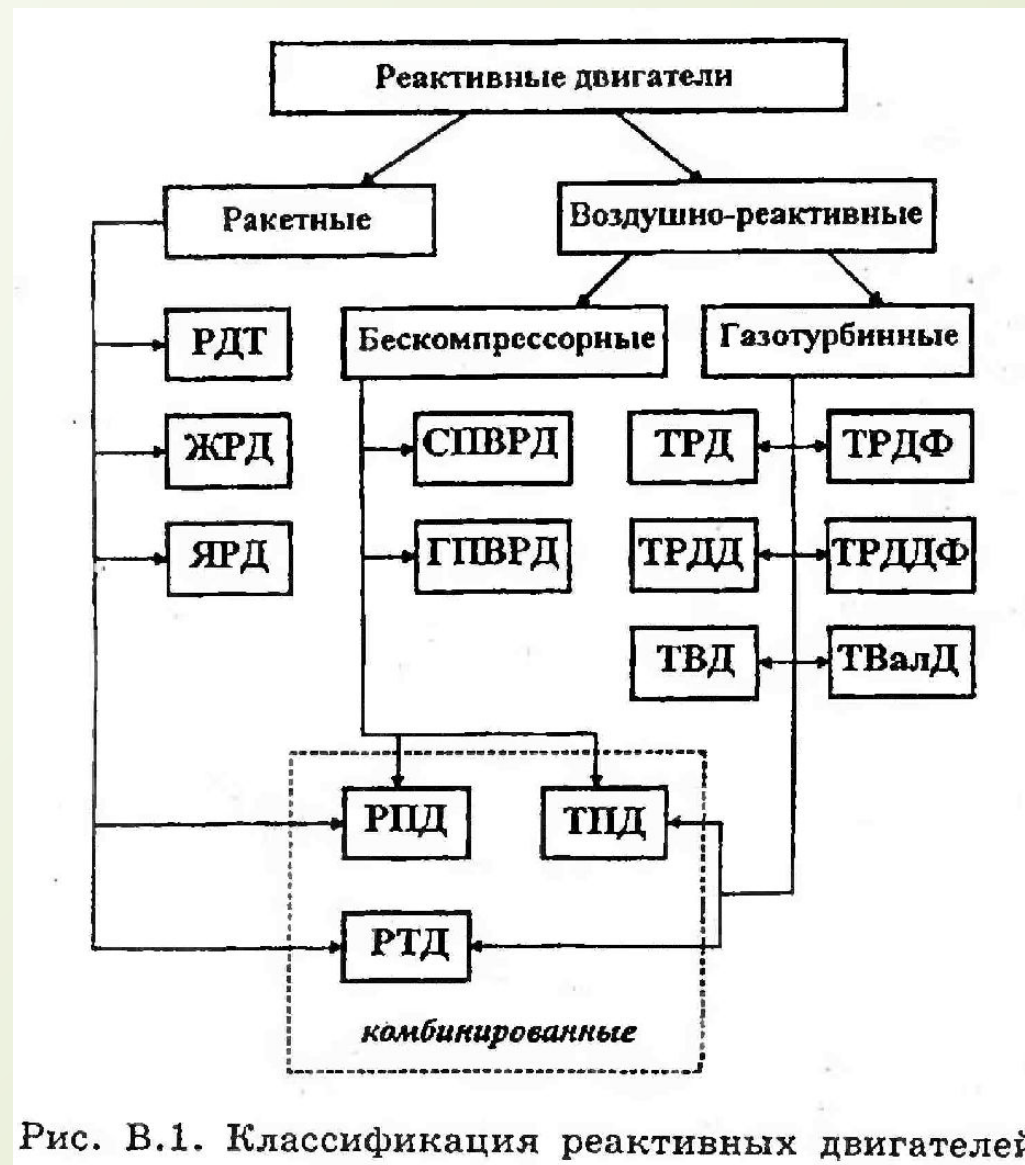 Реактивные двигатели
Ракетные
Воздушно-реактивные
Бескомпрессорные
Газотурбинные
РДТ
ЖРД
ЯРД
СПВРД
ГПВРД
ТРД
ТРДФ
ТРДД
ТРДДФ
ТВД
ТВалД
РПД
ТПД
РТД
комбинированные
Рис. В.1. Классификация реактивных двигателей